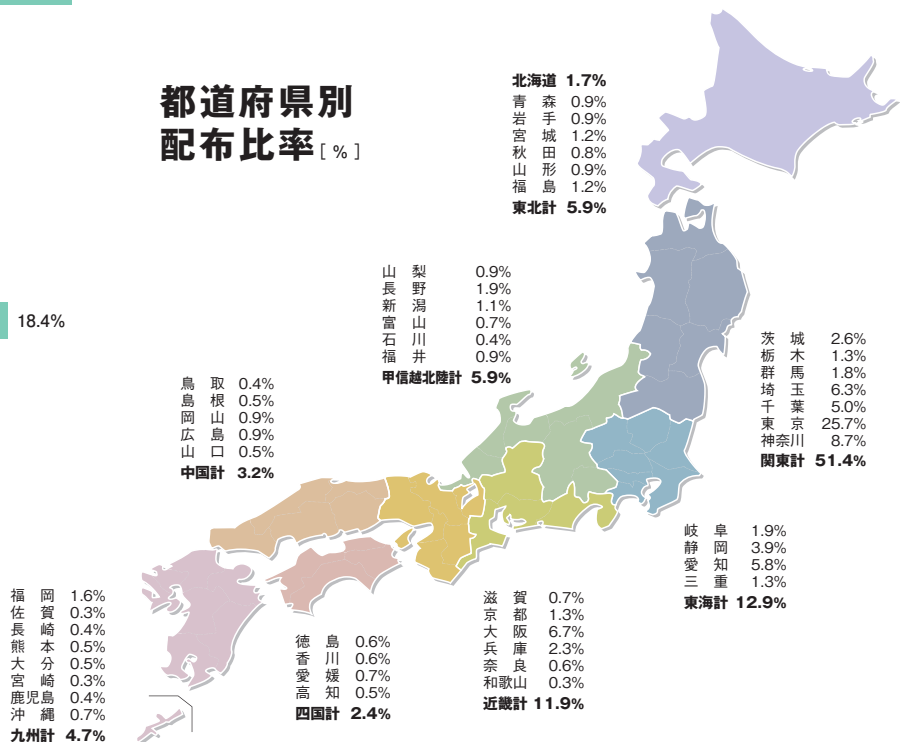 都道府県別
配布比率[ % ]
北海道 1.7%
青 森 0.9%
岩 手 0.9%
宮 城 1.2%
秋 田 0.8%
山 形 0.9%
福 島 1.2%
東北計 5.9%
山 梨 0.9%
長 野 1.9%
新 潟 1.1%
富 山 0.7%
石 川 0.4%
福 井 0.9%
甲信越北陸計 5.9%
18.4%
茨 城 2.6%
栃 木 1.3%
群 馬 1.8%
埼 玉 6.3%
千 葉 5.0%
東 京 25.7%
神奈川 8.7%
関東計 51.4%
鳥 取 0.4%
島 根 0.5%
岡 山 0.9%
広 島 0.9%
山 口 0.5%
中国計 3.2%
岐 阜 1.9%
静 岡 3.9%
愛 知 5.8%
三 重 1.3%
東海計 12.9%
福 岡 1.6%
佐 賀 0.3%
長 崎 0.4%
熊 本 0.5%
大 分 0.5%
宮 崎 0.3%
鹿児島 0.4%
沖 縄 0.7%
九州計 4.7%
徳 島 0.6%
香 川 0.6%
愛 媛 0.7%
高 知 0.5%
四国計 2.4%
滋 賀 0.7%
京 都 1.3%
大 阪 6.7%
兵 庫 2.3%
奈 良 0.6%
和歌山 0.3%
近畿計 11.9%